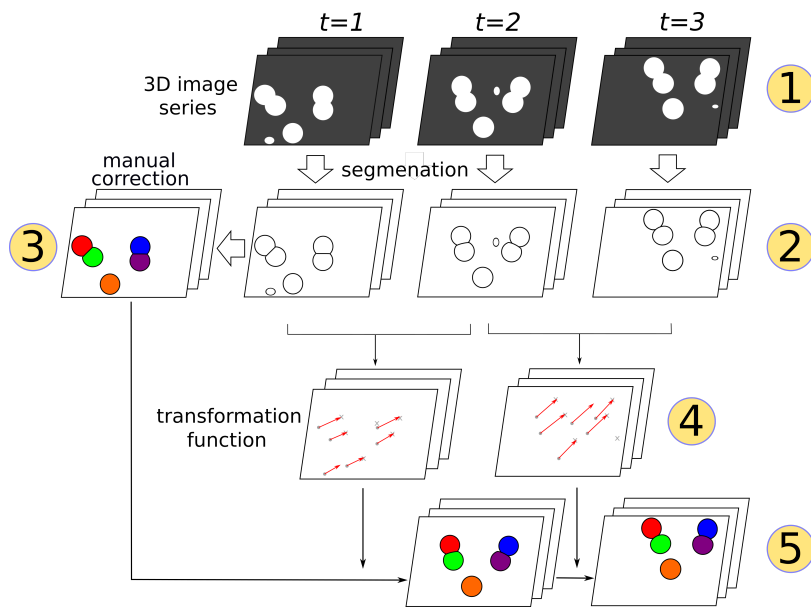 t=1
t=2
t=3
3D image
series
1
manual
correction
segmenation
3
2
transformation
function
4
5